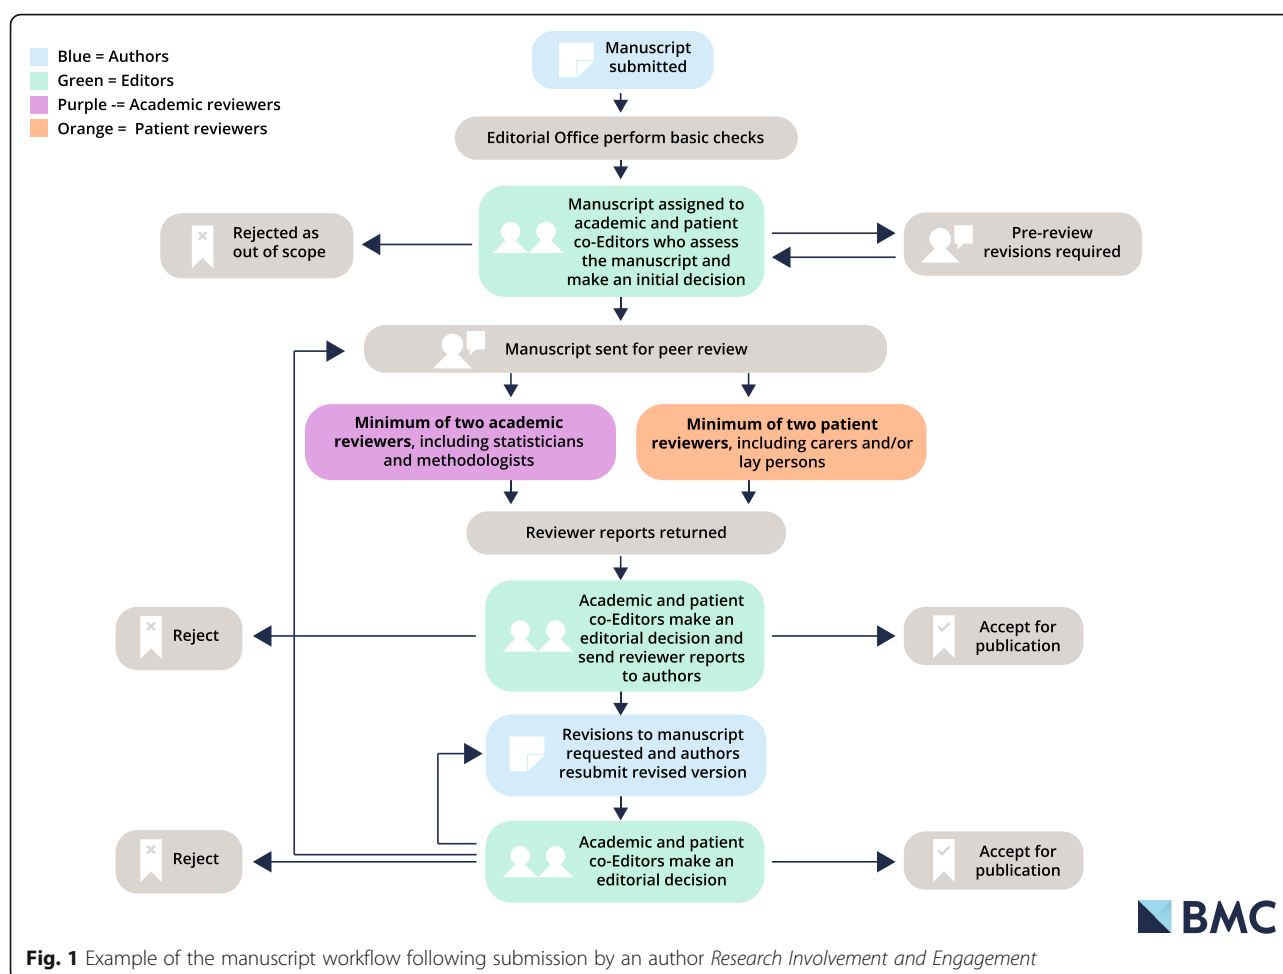 Blue = Authors
Green = Editors
Purple -= Academic reviewers
Orange = Patient reviewers
Manuscript
submitted
Editorial Office perform basic checks
Manuscript assigned to
academic and patient
co-Editors who assess
the manuscript and
make an initial decision
Rejected as
out of scope
Pre-review
revisions required
Manuscript sent for peer review
Minimum of two academic
reviewers, including statisticians
and methodologists
Minimum of two patient
reviewers, including carers and/or
lay persons
Reviewer reports returned
Academic and patient
co-Editors make an
editorial decision and
send reviewer reports
to authors
Reject
Accept for
publication
Revisions to manuscript
requested and authors
resubmit revised version
Academic and patient
co-Editors make an
editorial decision
Reject
Accept for
publication
BMC
Fig. 1 Example of the manuscript workflow following submission by an author Research Involvement and Engagement